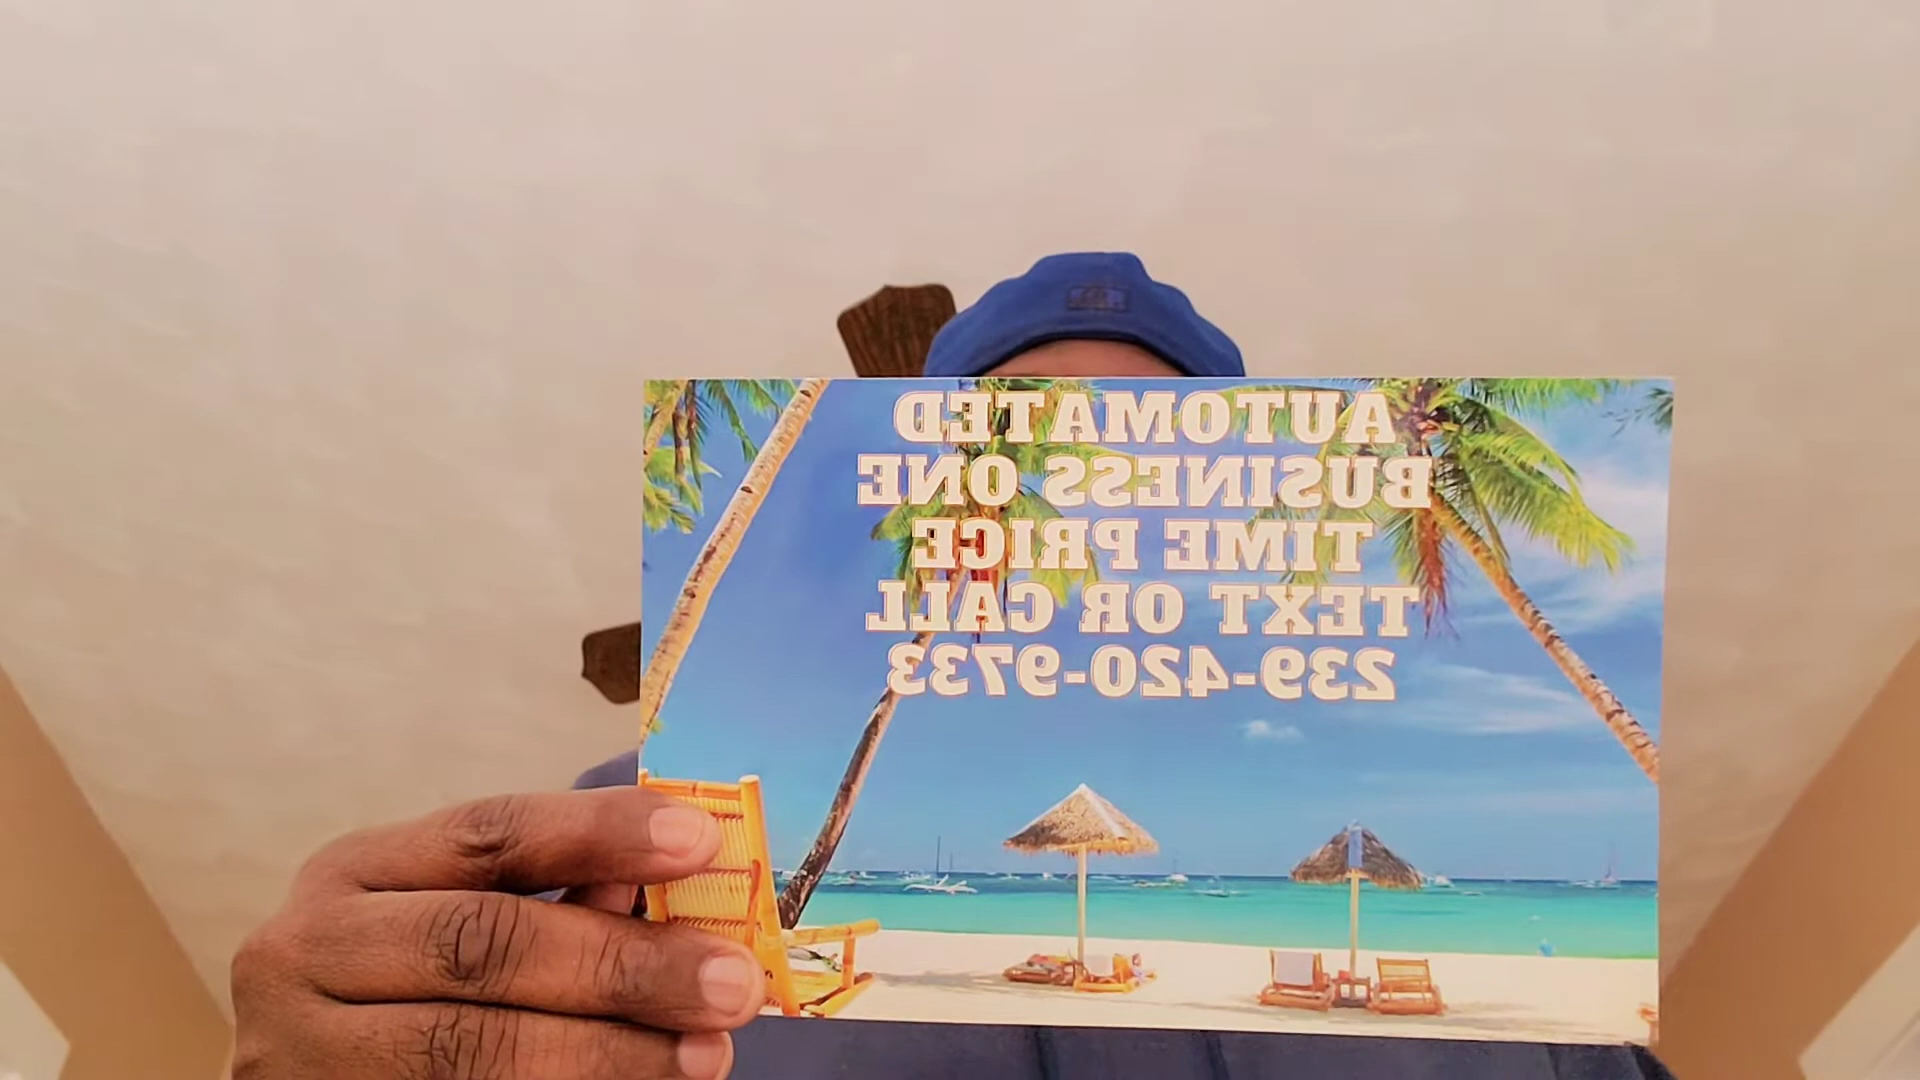 AUTOMATED
BUSINESS ONE
TIME PRICE
TEXT OR CALL
239-420-9733